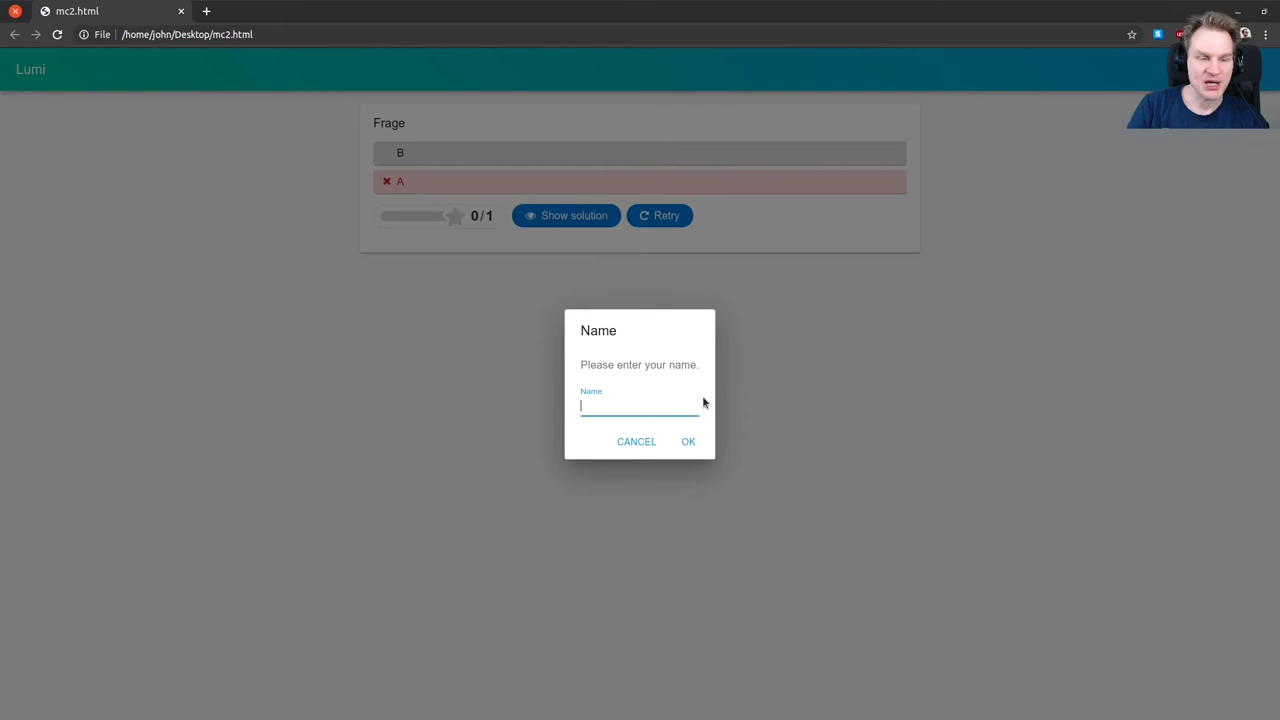 mc2.html
File
/home/john/Desktop/mc2.html
Lumi
Frage
B
A
0/1 Show solution Retry
Name
Please enter your name.
Name
CANCEL OK